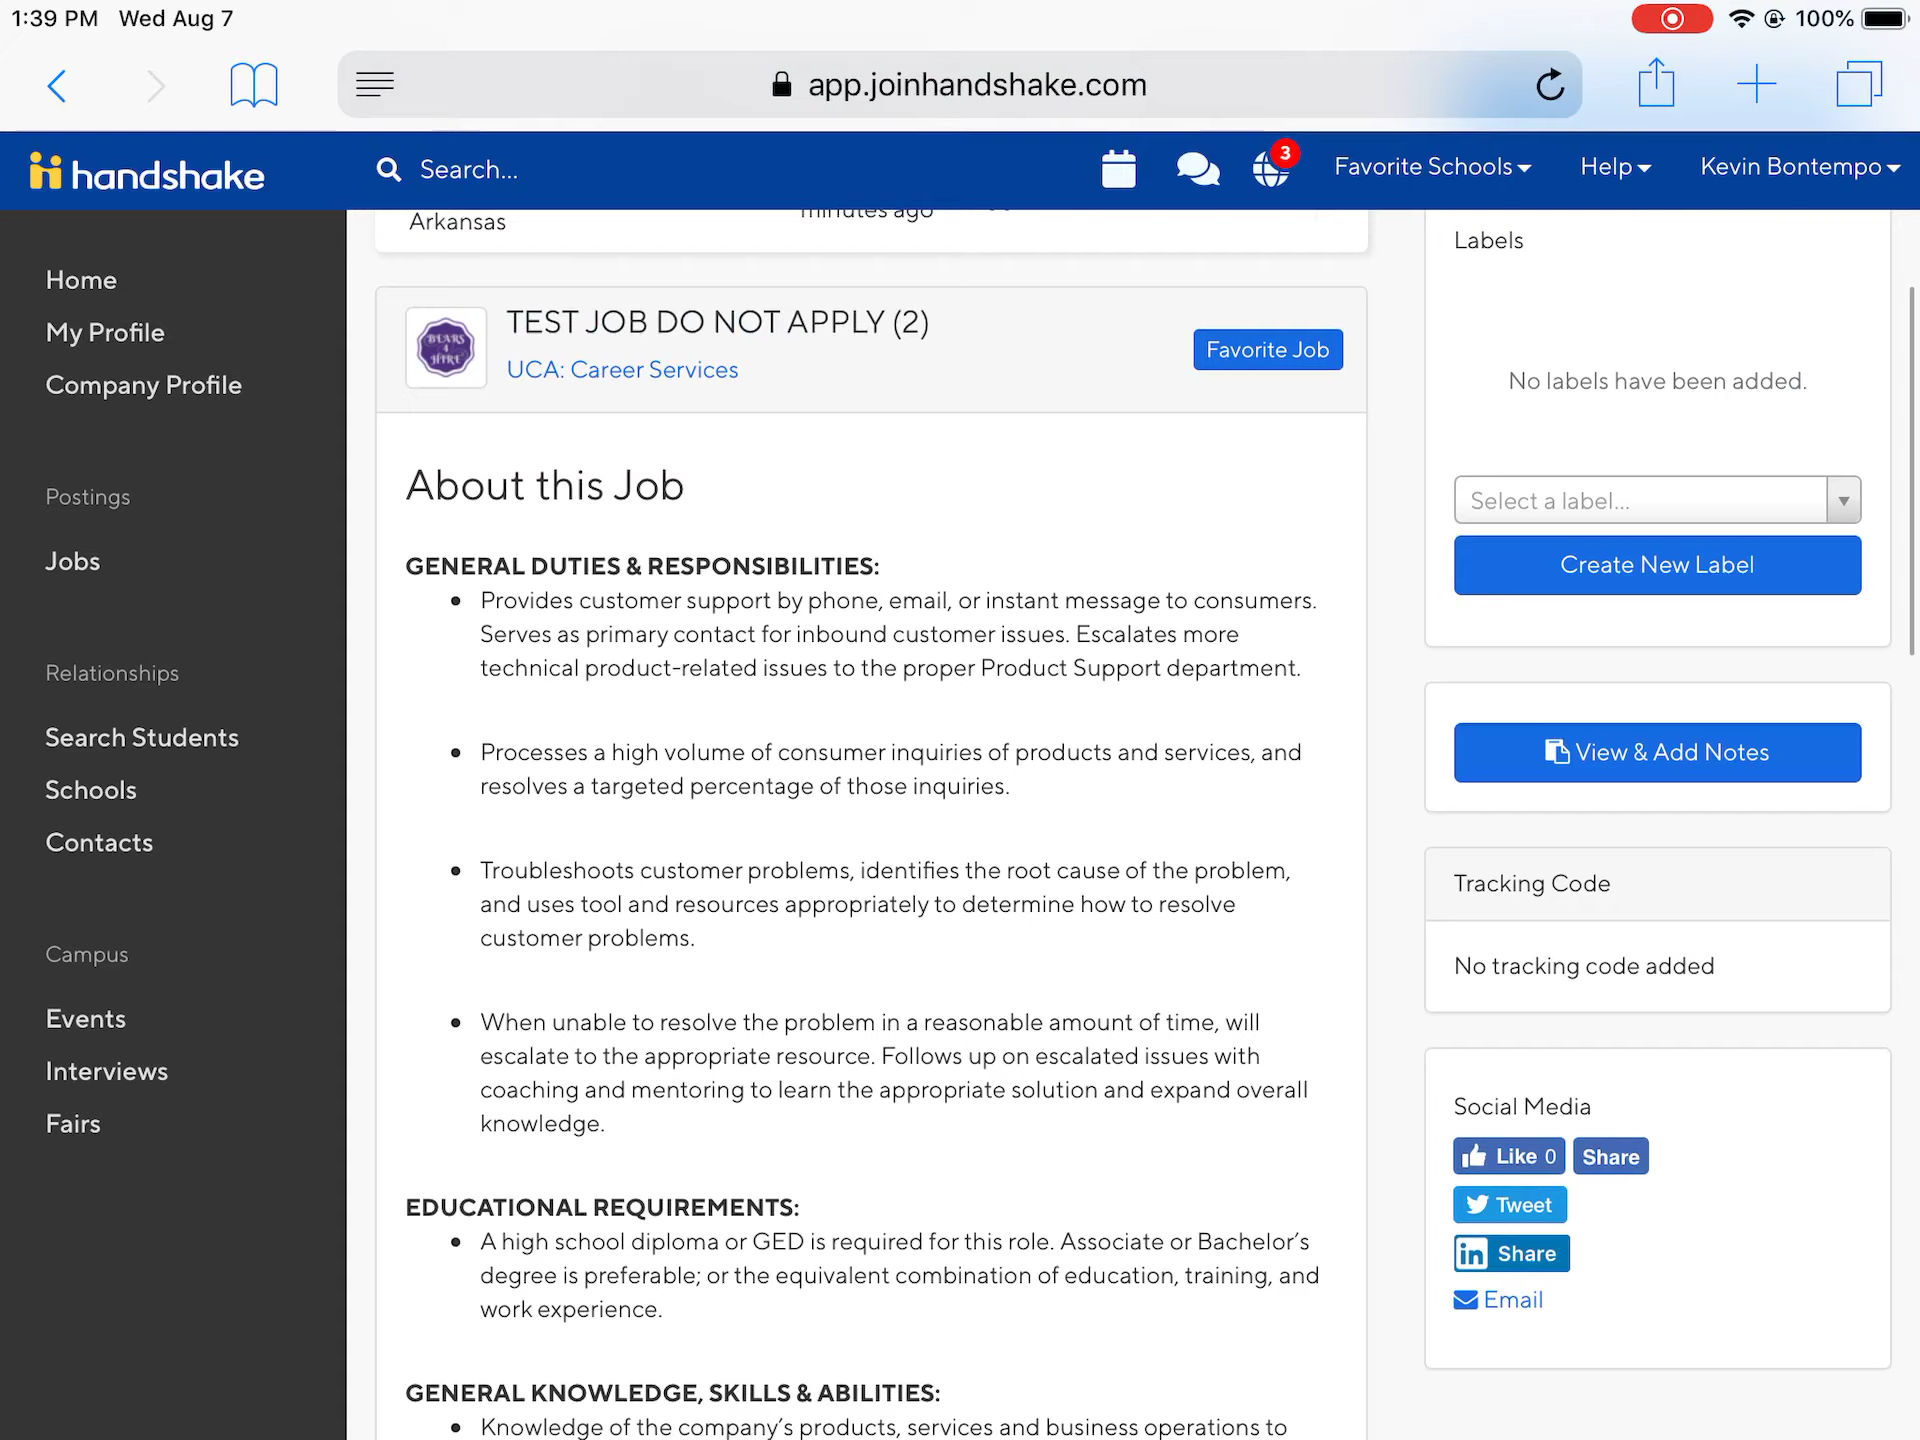 1:39 PM Wed Aug 7
100%
app.joinhandshake.com
handshake
Search...
3
Favorite Schools
Help
Kevin Bontempo
Home
My Profile
Company Profile
Postings
Jobs
Relationships
Search Students
Schools
Contacts
Campus
Events
Interviews
Fairs
Arkansas
minutes ago
BEARS
4
HIRE
TEST JOB DO NOT APPLY (2)
UCA: Career Services
Favorite Job
About this Job
GENERAL DUTIES & RESPONSIBILITIES:
• Provides customer support by phone, email, or instant message to consumers.
Serves as primary contact for inbound customer issues. Escalates more
technical product-related issues to the proper Product Support department.
• Processes a high volume of consumer inquiries of products and services, and
resolves a targeted percentage of those inquiries.
• Troubleshoots customer problems, identifies the root cause of the problem,
and uses tool and resources appropriately to determine how to resolve
customer problems.
• When unable to resolve the problem in a reasonable amount of time, will
escalate to the appropriate resource. Follows up on escalated issues with
coaching and mentoring to learn the appropriate solution and expand overall
knowledge.
EDUCATIONAL REQUIREMENTS:
• A high school diploma or GED is required for this role. Associate or Bachelor's
degree is preferable; or the equivalent combination of education, training, and
work experience.
GENERAL KNOWLEDGE, SKILLS & ABILITIES:
• Knowledge of the company's products, services and business operations to
Labels
No labels have been added.
Select a label...
Create New Label
View & Add Notes
Tracking Code
No tracking code added
Social Media
Like 0
Share
Tweet
in Share
Email